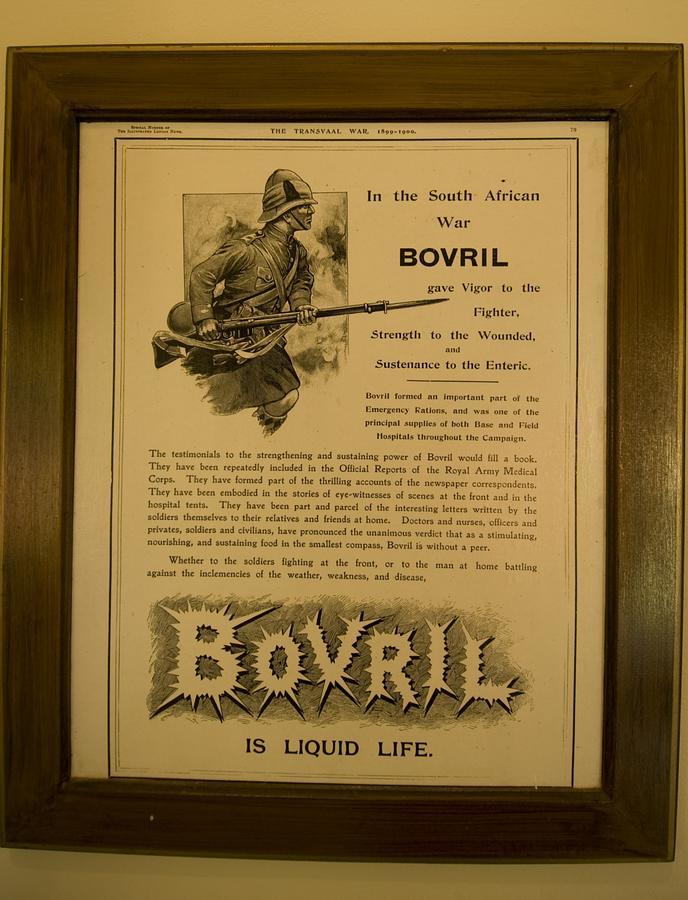 Special Number of
The Illustrated London News.
THE TRANSVAAL WAR, 1899-1900.
79
In the South African
War
BOVRIL
gave Vigor to the
Fighter,
Strength to the Wounded,
and
Sustenance to the Enteric.
Bovril formed an important part of the
Emergency Rations, and was one of the
principal supplies of both Base and Field
Hospitals throughout the Campaign.
The testimonials to the strengthening and sustaining power of Bovril would fill a book.
They have been repeatedly included in the Official Reports of the Royal Army Medical
Corps. They have formed part of the thrilling accounts of the newspaper correspondents.
They have been embodied in the stories of eye-witnesses of scenes at the front and in the
hospital tents. They have been part and parcel of the interesting letters written by the
soldiers themselves to their relatives and friends at home. Doctors and nurses, officers and
privates, soldiers and civilians, have pronounced the unanimous verdict that as a stimulating,
nourishing, and sustaining food in the smallest compass, Bovril is without a peer.
Whether to the soldiers fighting at the front, or to the man at home battling
against the inclemencies of the weather, weakness, and disease,
BOVRIL
IS LIQUID LIFE.